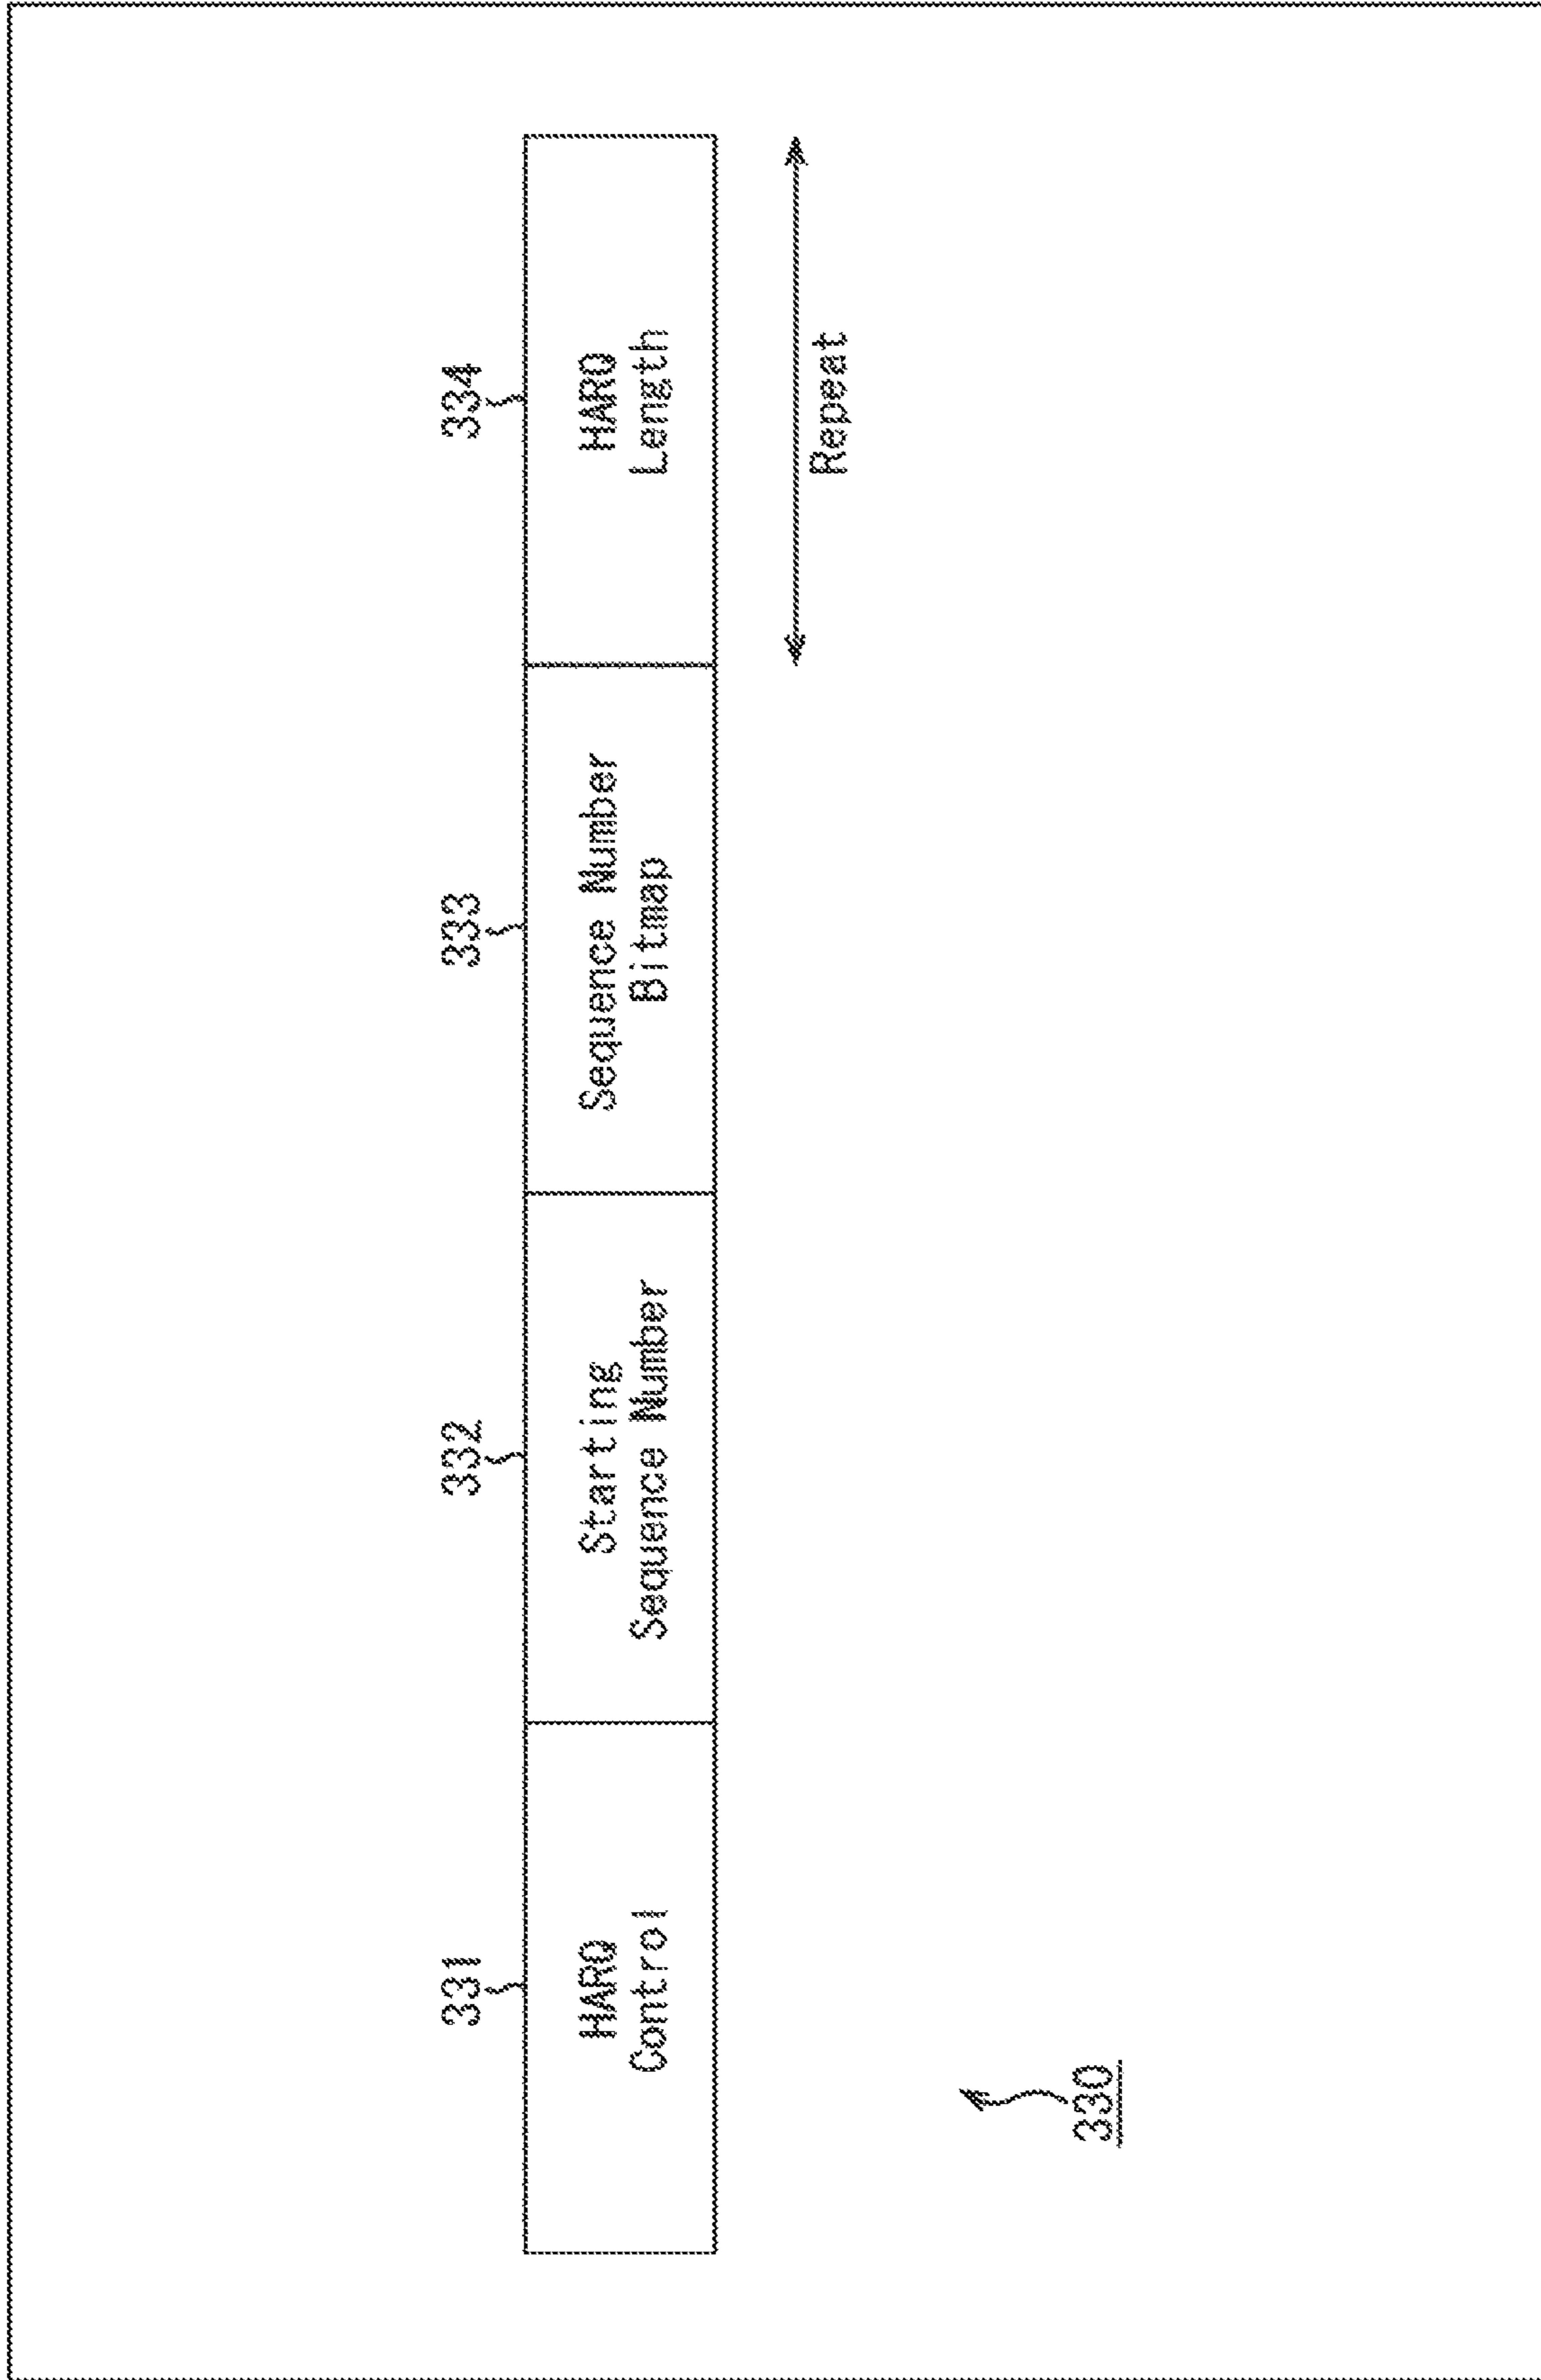 331
332
333
334
HARQ
Control
Starting
Sequence Number
Sequence Number
Bitmap
HARQ
Length
Repeat
330